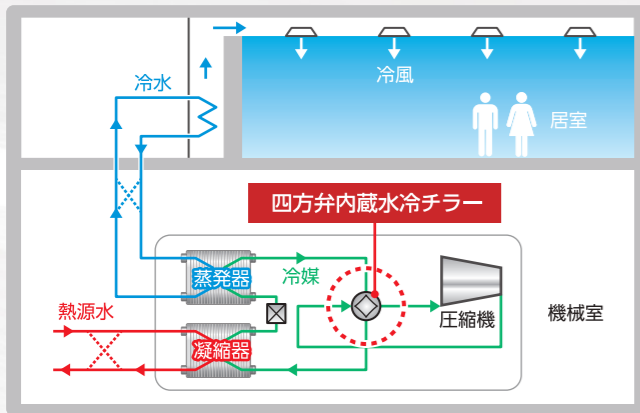 冷水
冷風
居室
四方弁内蔵水冷チラー
蒸発器
冷媒
熱源水
圧縮機
機械室
凝縮器